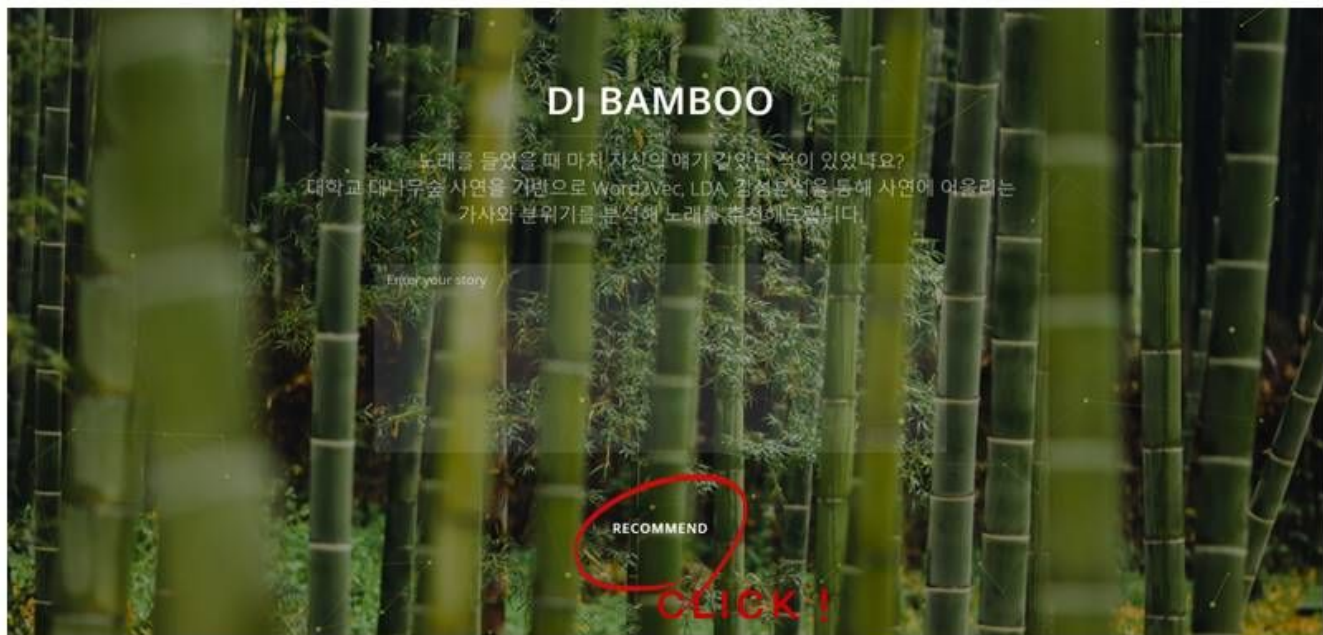 DJ BAMBOO
노래를 들었을 때 마치 자신의 얘기 같았던 적이 있었나요?
대학교 대나무숲 사연을 기반으로 Word2Vec, LDA, 감성분석을 통해 사연에 어울리는
가사와 분위기를 분석해 노래를 추천해드립니다.
Enter your story
RECOMMEND
CLICK !